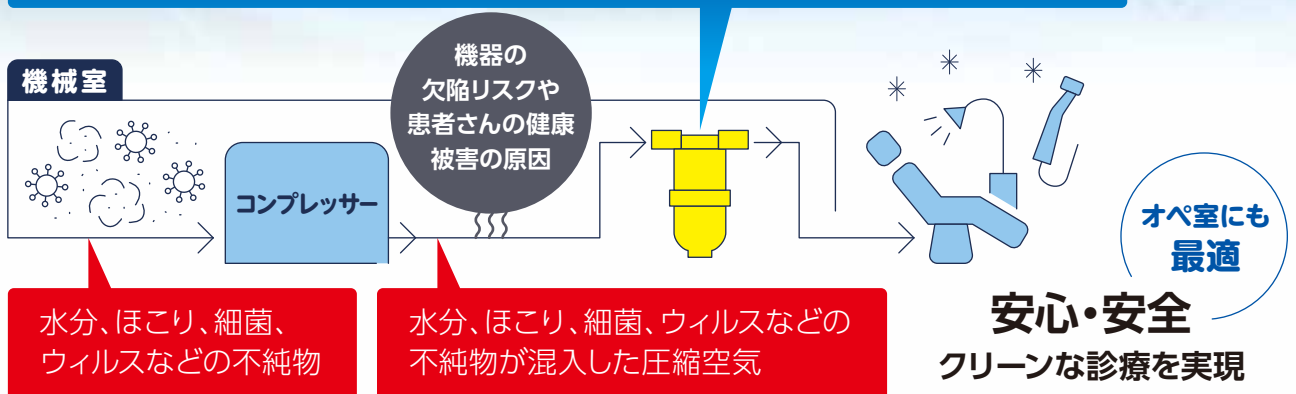 機械室
機器の
欠陥リスクや
患者さんの健康
被害の原因
コンプレッサー
オペ室にも
最適
水分、ほこり、細菌、
ウィルスなどの不純物
水分、ほこり、細菌、ウィルスなどの
不純物が混入した圧縮空気
安心・安全
クリーンな診療を実現